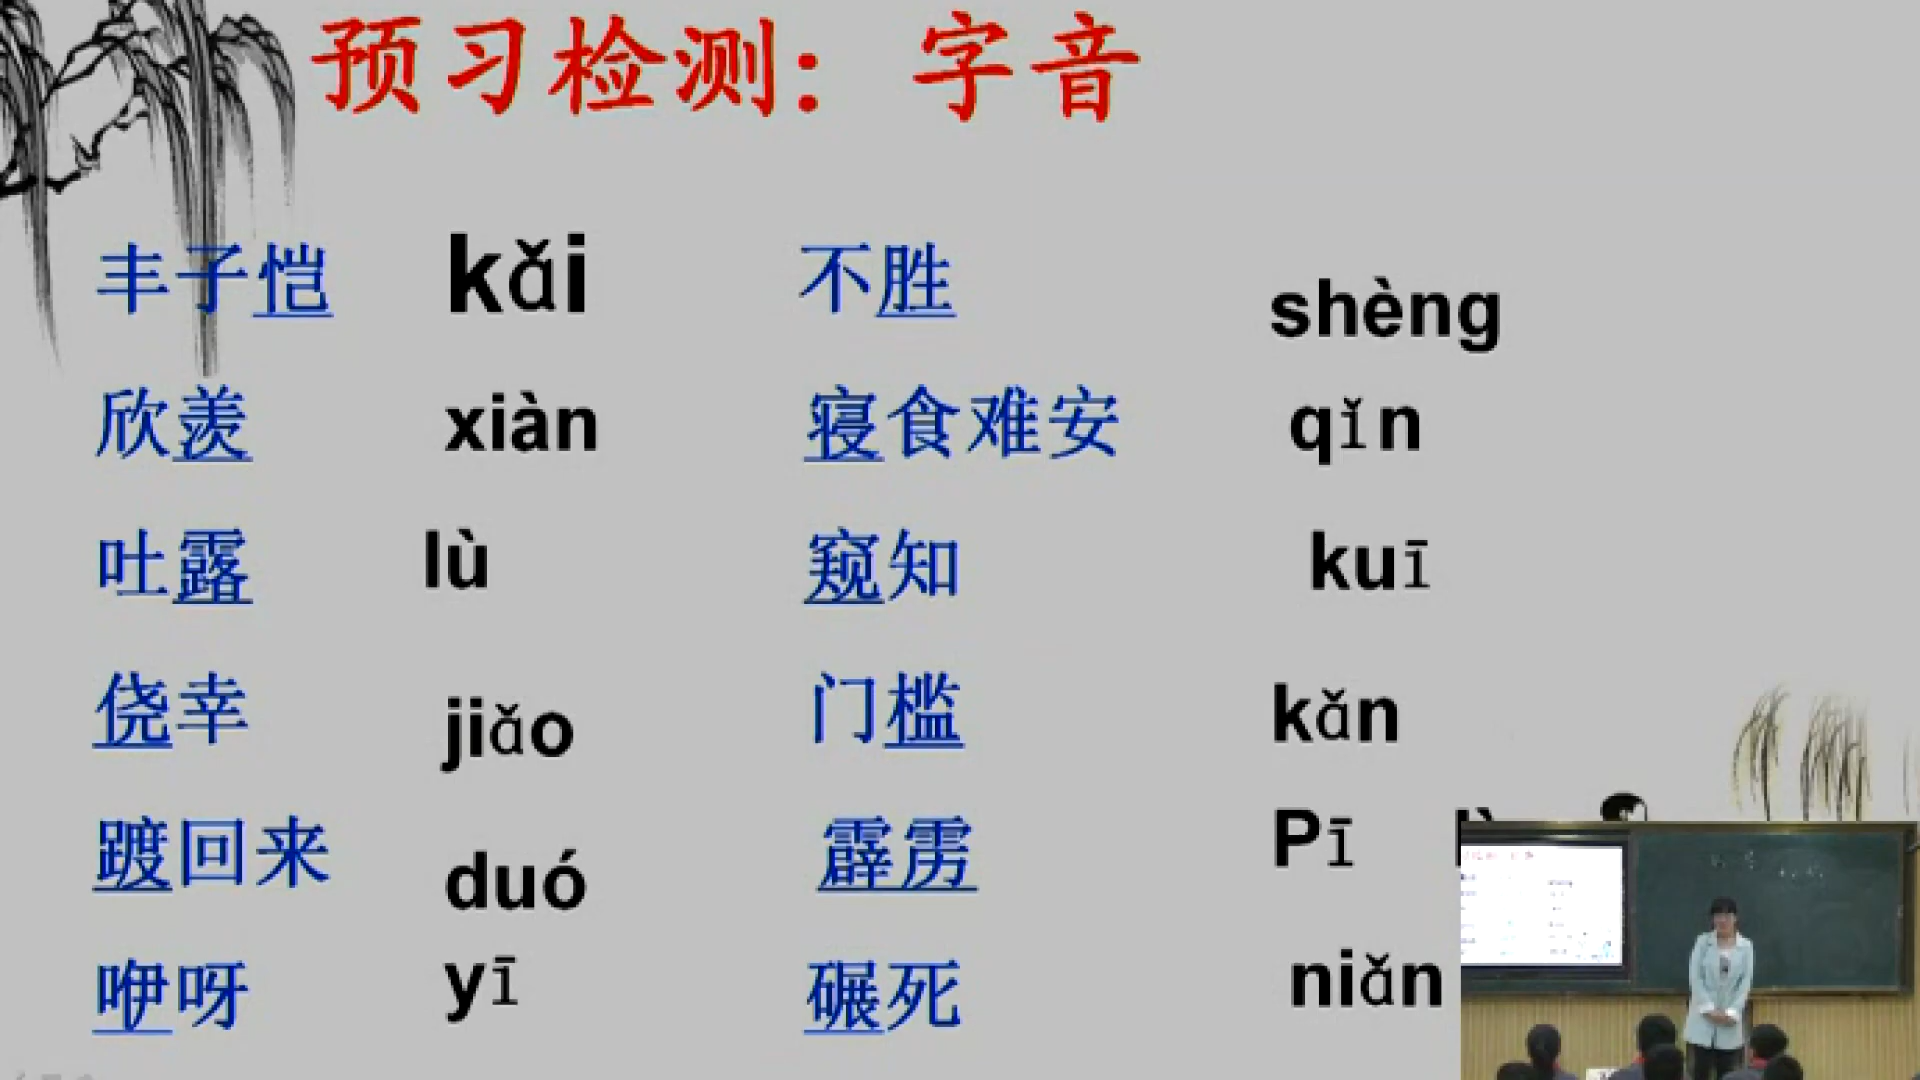 预习检测：字音
丰子恺 kǎi 不胜 shèng
欣羡 xiàn 寝食难安 qǐn
吐露 lù 窥知 kuī
侥幸 jiǎo 门槛 kǎn
踱回来 duó 霹雳 Pī
咿呀 yī 碾死 niǎn